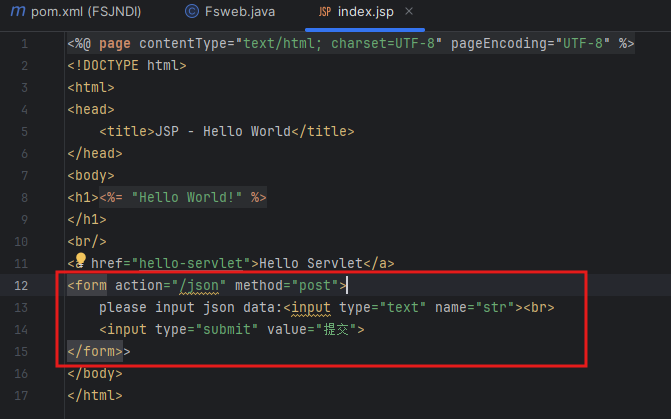 pom.xml (FSJNDI)
Fsweb.java
JSP index.jsp
1 <%@ page contentType="text/html; charset=UTF-8" pageEncoding="UTF-8" %>
2 <!DOCTYPE html>
3 <html>
4 <head>
5 <title>JSP - Hello World</title>
6 </head>
7 <body>
8 <h1><%= "Hello World!" %>
9 </h1>
10 <br/>
11 <a href="hello-servlet">Hello Servlet</a>
12 <form action="/json" method="post">
13 please input json data:<input type="text" name="str"><br>
14 <input type="submit" value="提交">
15 </form>>
16 </body>
17 </html>